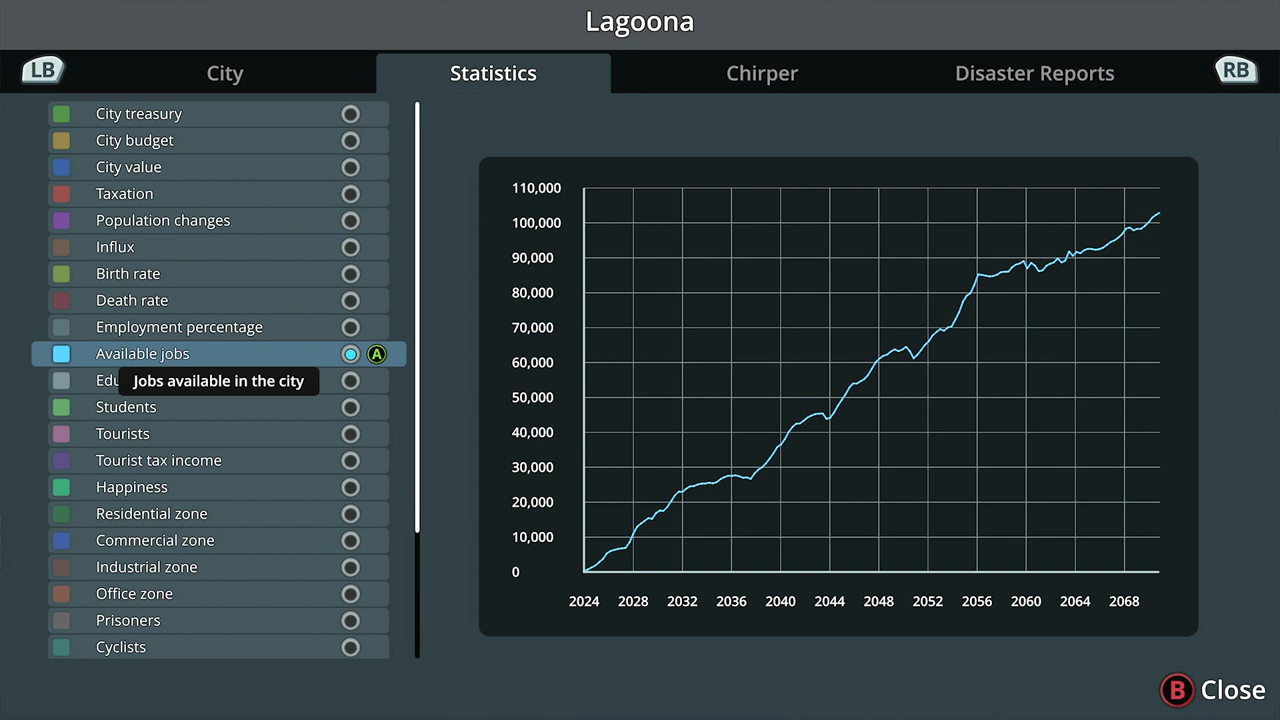 Lagoona
LB City Statistics Chirper Disaster Reports RB
City treasury
City budget
City value
Taxation
Population changes
Influx
Birth rate
Death rate
Employment percentage
Available jobs A
Edu
Jobs available in the city
Students
Tourists
Tourist tax income
Happiness
Residential zone
Commercial zone
Industrial zone
Office zone
Prisoners
Cyclists
110,000
100,000
90,000
80,000
70,000
60,000
50,000
40,000
30,000
20,000
10,000
0
2024 2028 2032 2036 2040 2044 2048 2052 2056 2060 2064 2068
B Close